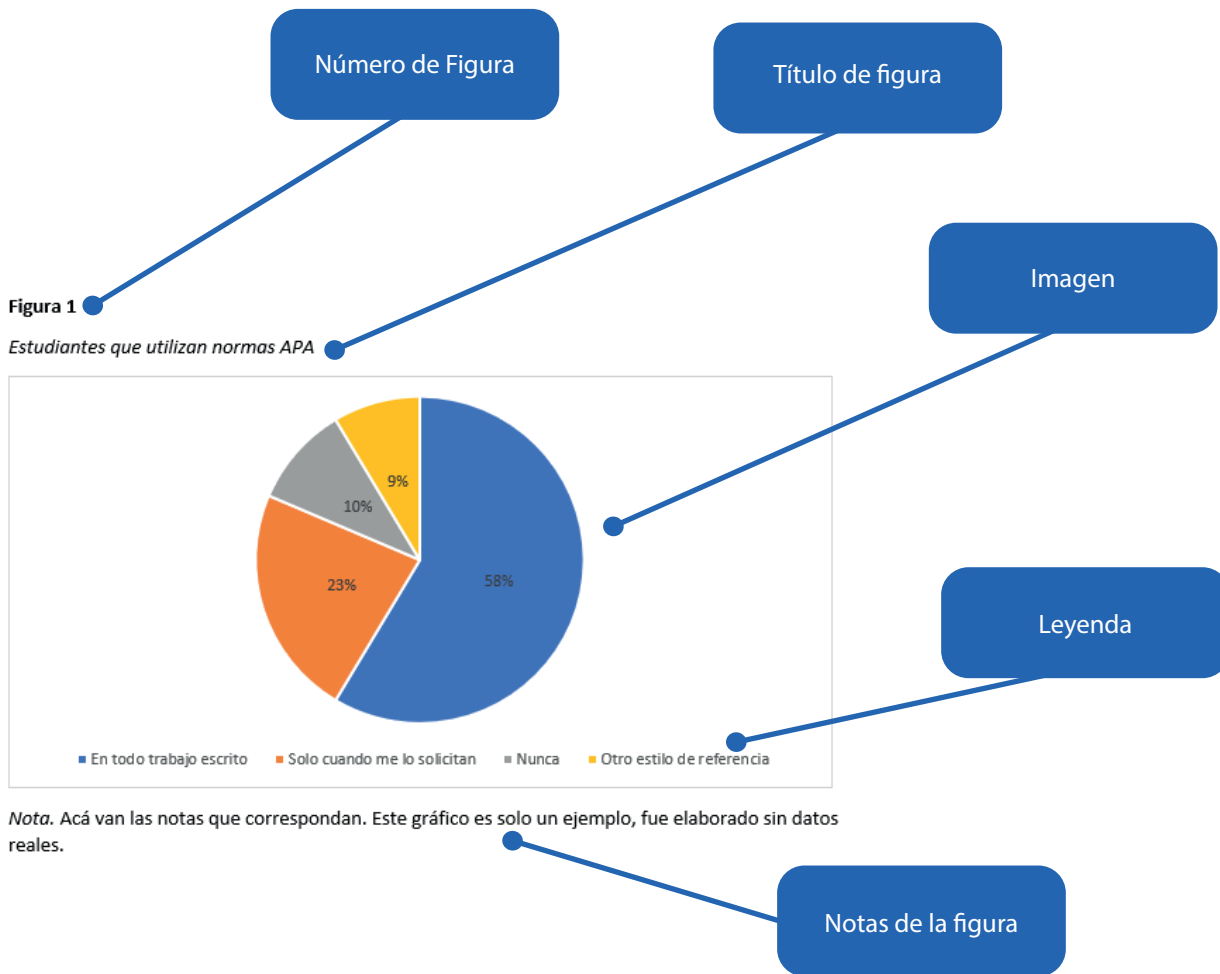 Número de Figura
Título de figura
Imagen
Figura 1
Estudiantes que utilizan normas APA
9%
10%
23%
58%
Leyenda
En todo trabajo escrito
Solo cuando me lo solicitan
Nunca
Otro estilo de referencia
Nota. Acá van las notas que correspondan. Este gráfico es solo un ejemplo, fue elaborado sin datos
reales.
Notas de la figura